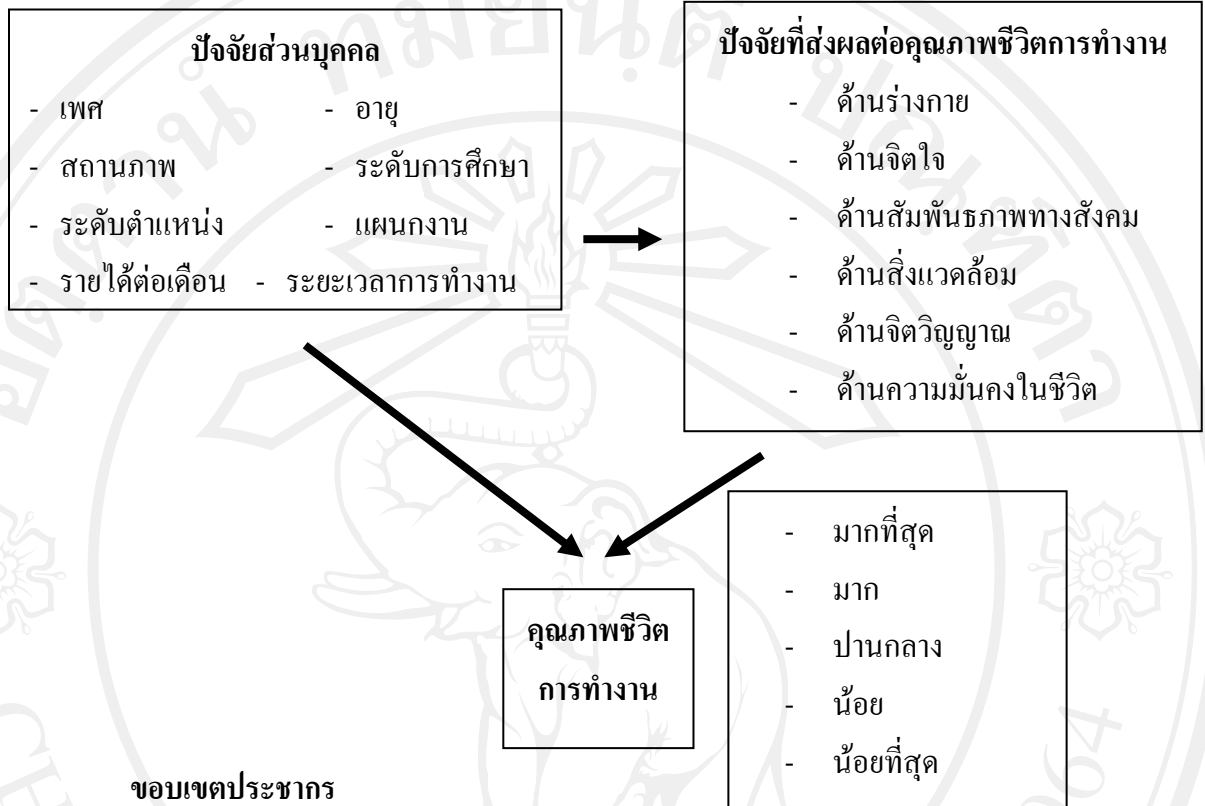 ปัจจัยส่วนบุคคล
- เพศ - อายุ
- สถานภาพ - ระดับการศึกษา
- ระดับตำแหน่ง - แผนกงาน
- รายได้ต่อเดือน - ระยะเวลาการทำงาน
ปัจจัยที่ส่งผลต่อคุณภาพชีวิตการทำงาน
- ด้านร่างกาย
- ด้านจิตใจ
- ด้านสัมพันธภาพทางสังคม
- ด้านสิ่งแวดล้อม
- ด้านจิตวิญญาณ
- ด้านความมั่นคงในชีวิต
คุณภาพชีวิต
การทำงาน
- มากที่สุด
- มาก
- ปานกลาง
- น้อย
- น้อยที่สุด
ขอบเขตประชากร